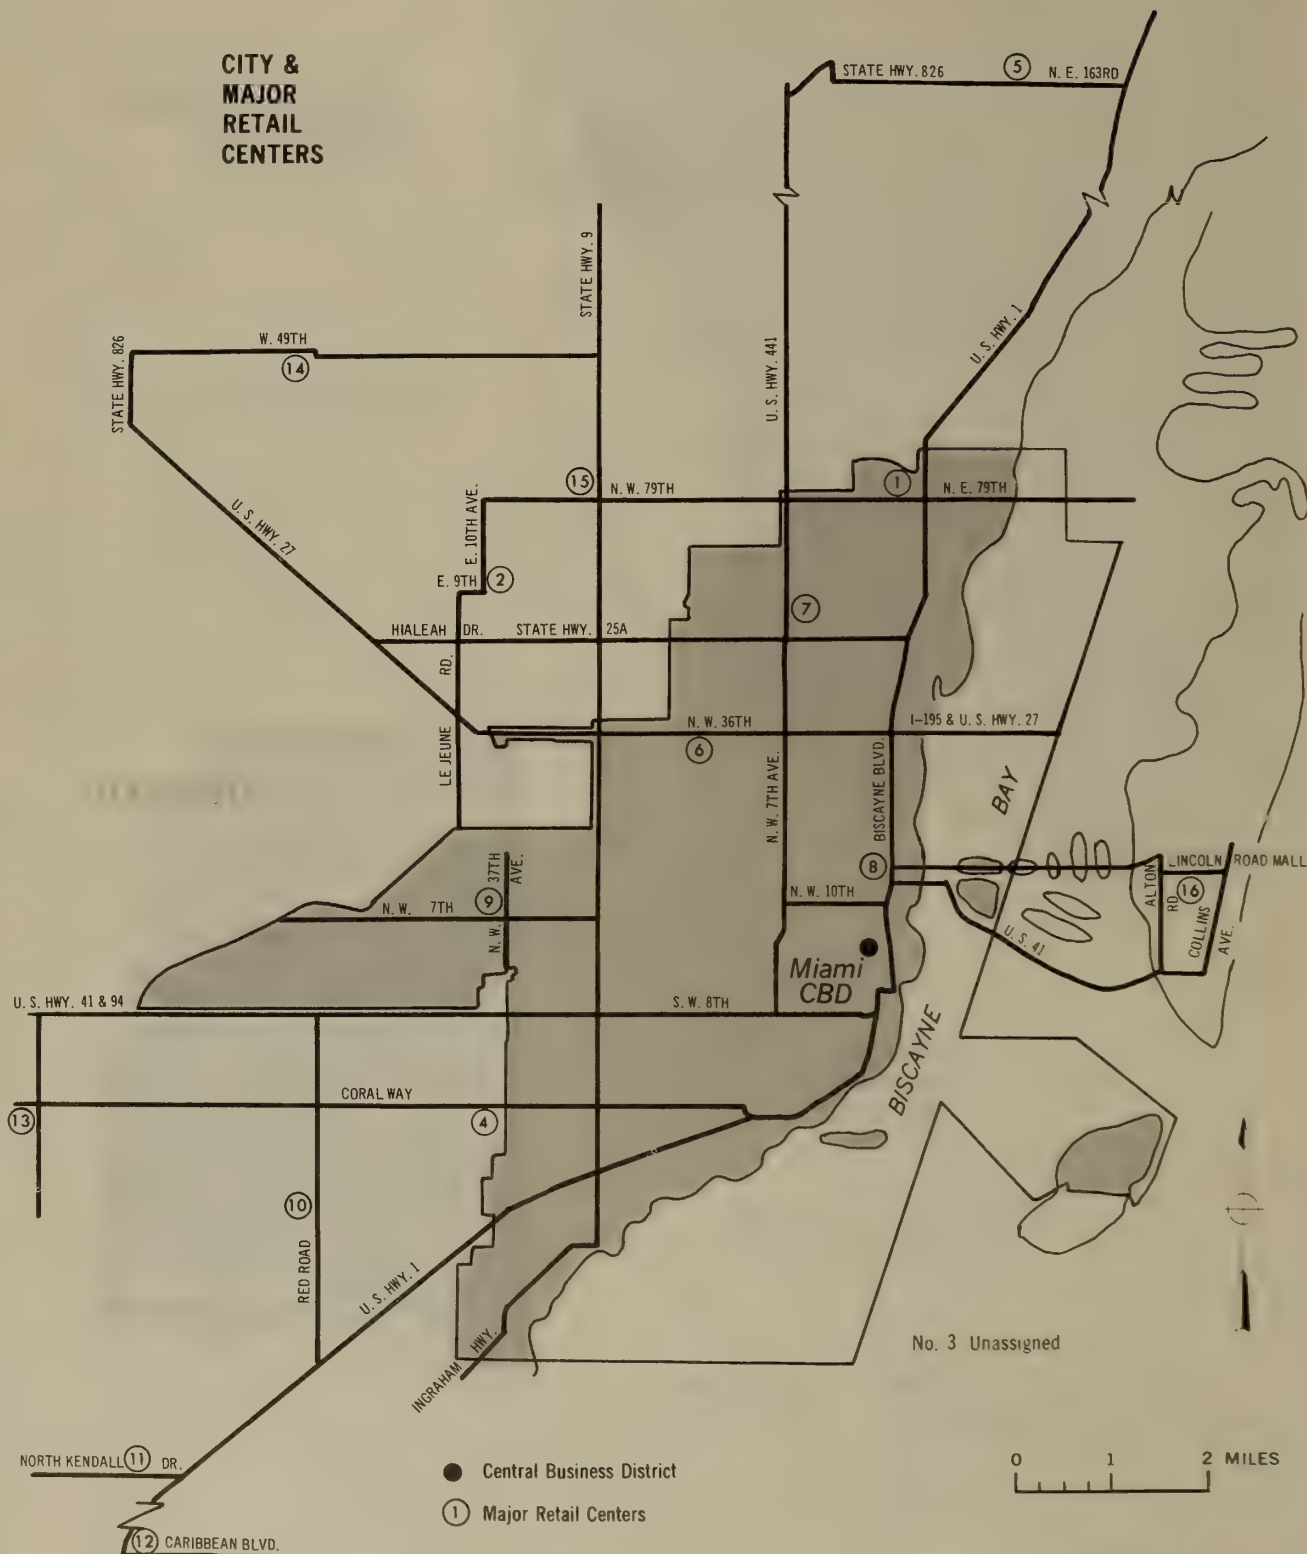 CITY &
MAJOR
RETAIL
CENTERS
STATE HWY. 826
5
N. E. 163RD
STATE HWY. 9
U. S. HWY. 441
U. S. HWY. 1
STATE HWY. 826
W. 49TH
14
U. S. HWY. 27
15
N. W. 79TH
1
N. E. 79TH
E. 10TH AVE.
E. 9TH
2
7
HIALEAH DR.
STATE HWY. 25A
LE JEUNE RD.
N. W. 36TH
6
I-195 & U. S. HWY. 27
N. W. 7TH AVE.
BISCAYNE BLVD.
BISCAYNE BAY
8
LINCOLN ROAD MALL
ALTON RD.
16
COLLINS AVE.
U. S. 41
N. W. 10TH
N. W. 37TH AVE.
9
N. W. 7TH
Miami
CBD
U. S. HWY. 41 & 94
S. W. 8TH
13
CORAL WAY
4
10
RED ROAD
U. S. HWY. 1
INGRAHAM HWY.
No. 3 Unassigned
NORTH KENDALL 11 DR.
12 CARIBBEAN BLVD.
Central Business District
1 Major Retail Centers
0 1 2 MILES